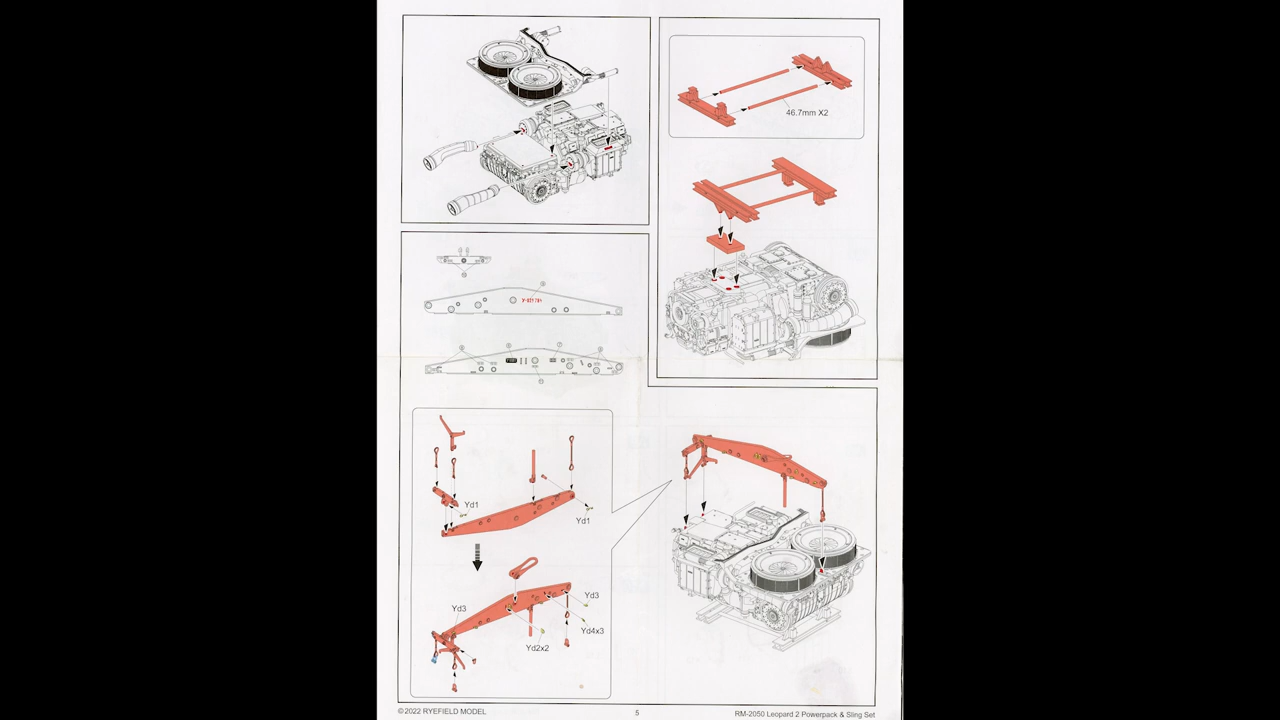 46.7mm X2
Yd1
Yd1
Yd3
Yd3
Yd4x3
Yd2x2
©2022 RYEFIELD MODEL
5
RM-2050 Leopard 2 Powerpack & Sling Set